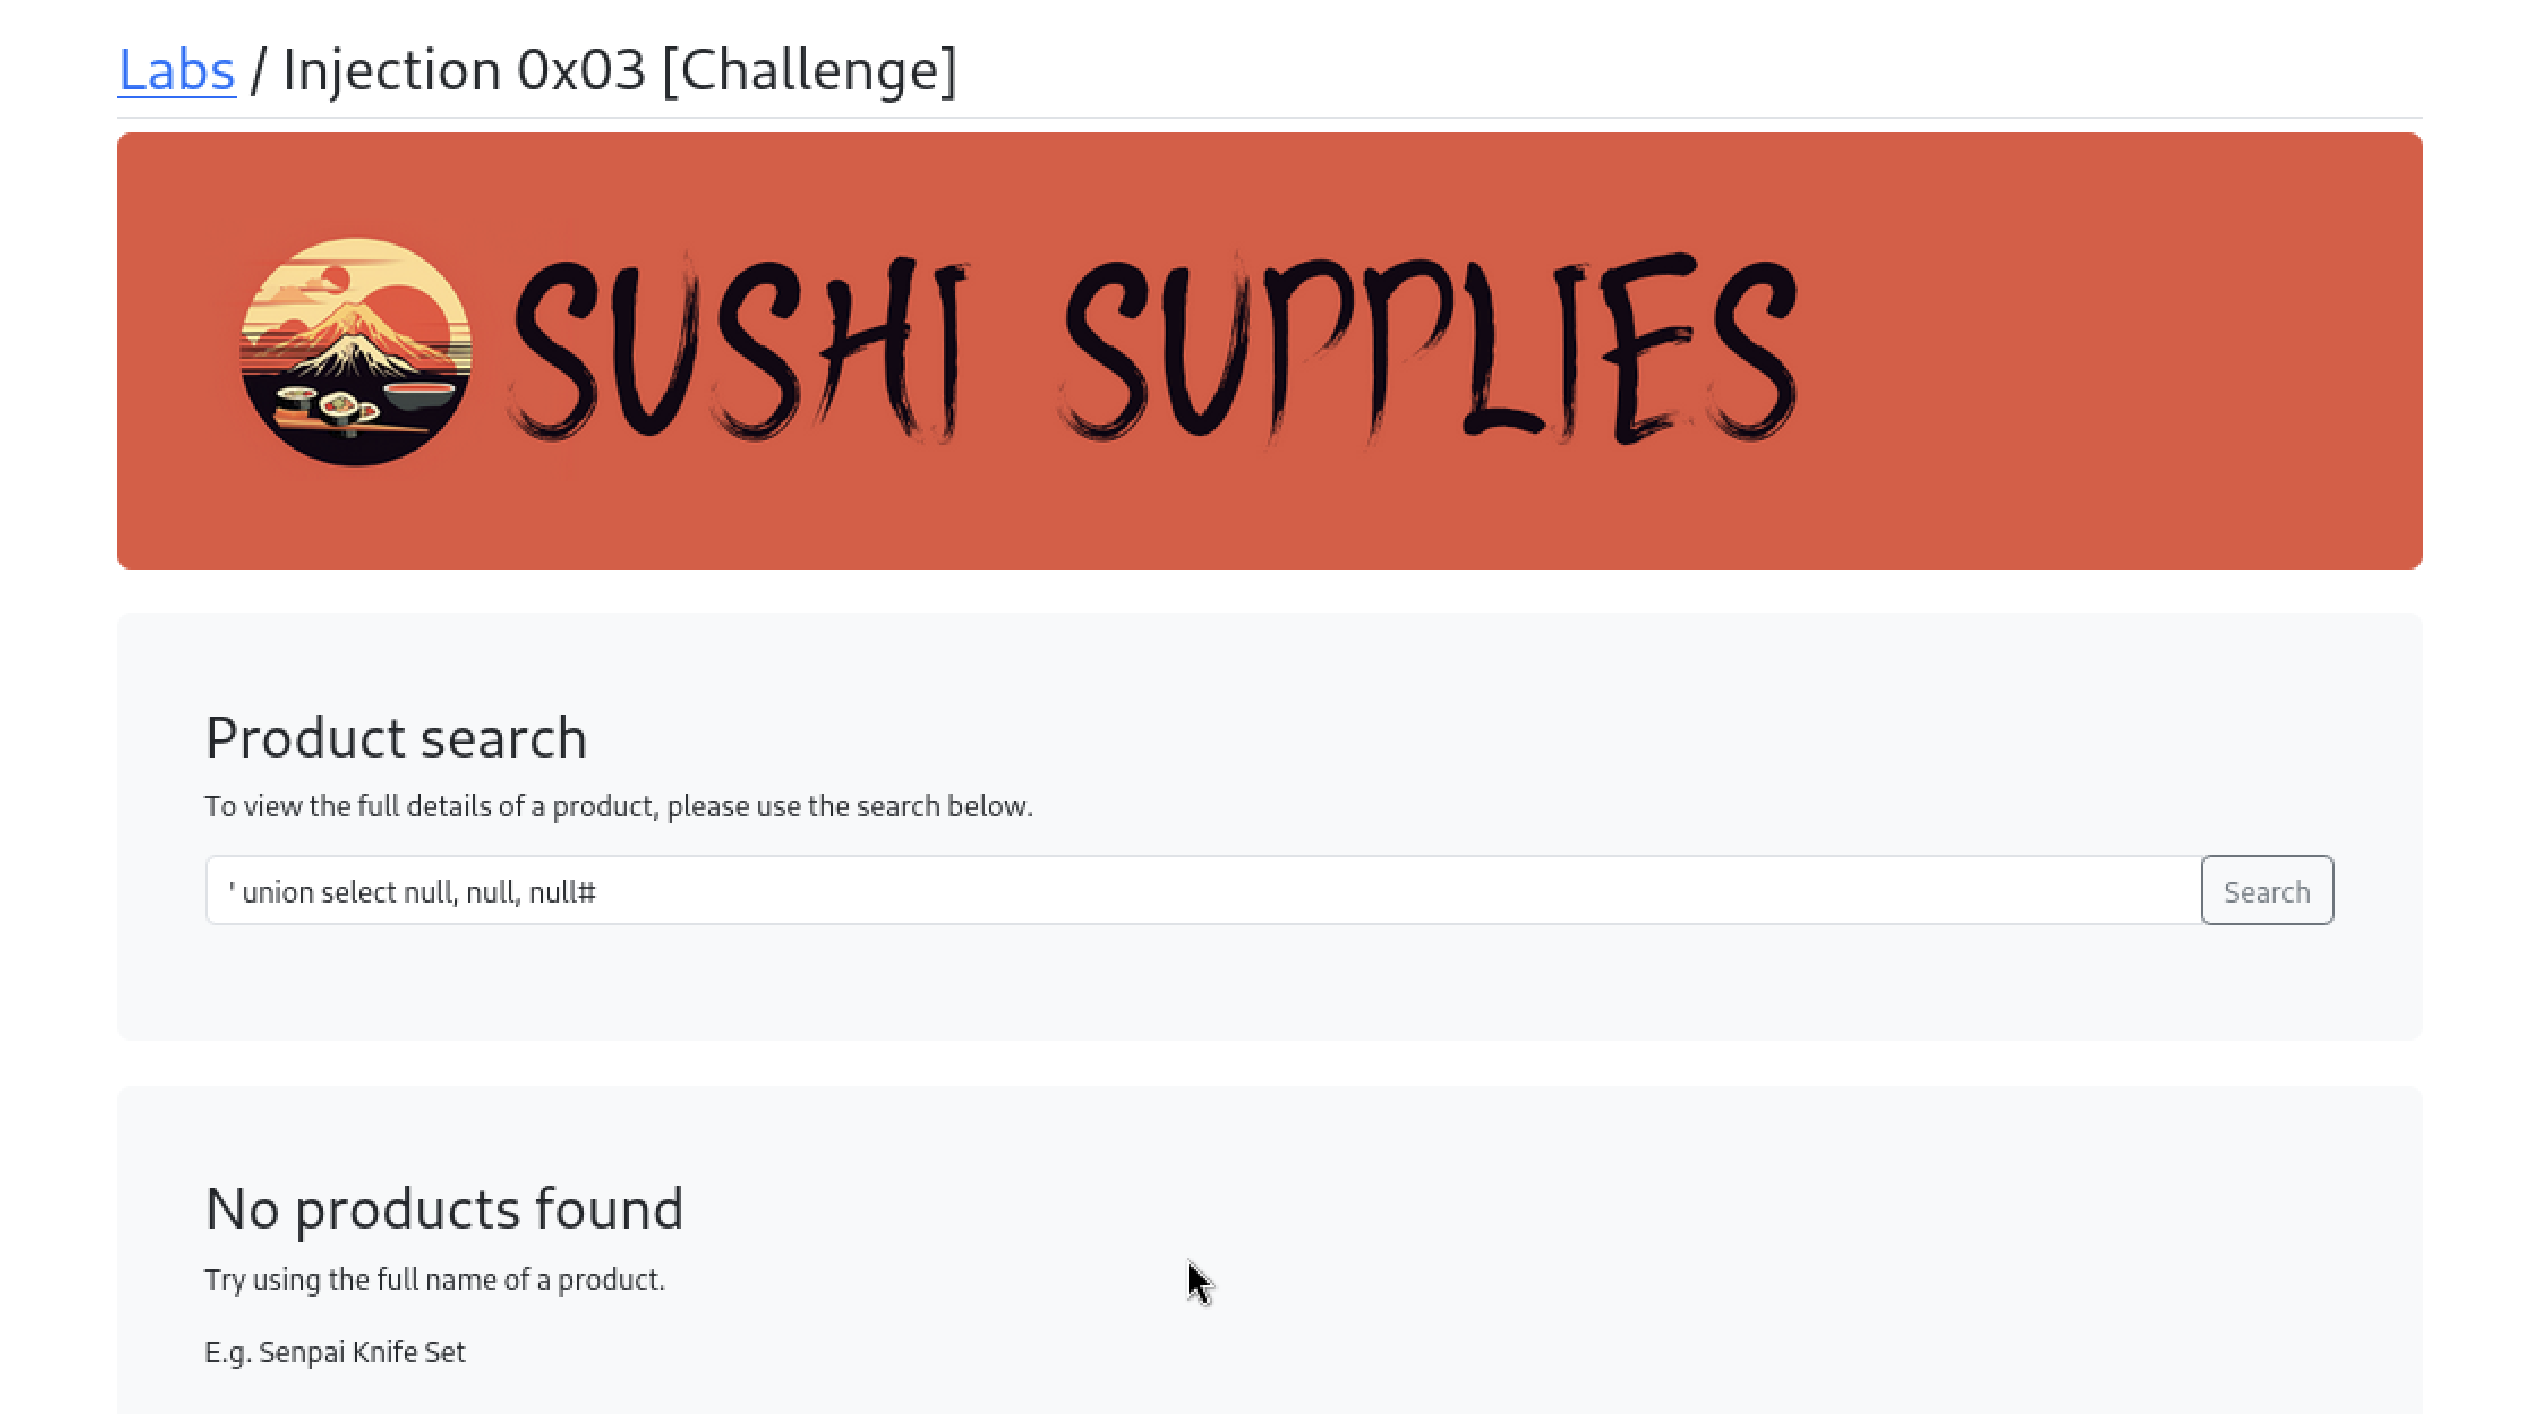 Labs / Injection 0x03 [Challenge]
SUSHI SUPPLIES
Product search
To view the full details of a product, please use the search below.
' union select null, null, null#
Search
No products found
Try using the full name of a product.
E.g. Senpai Knife Set